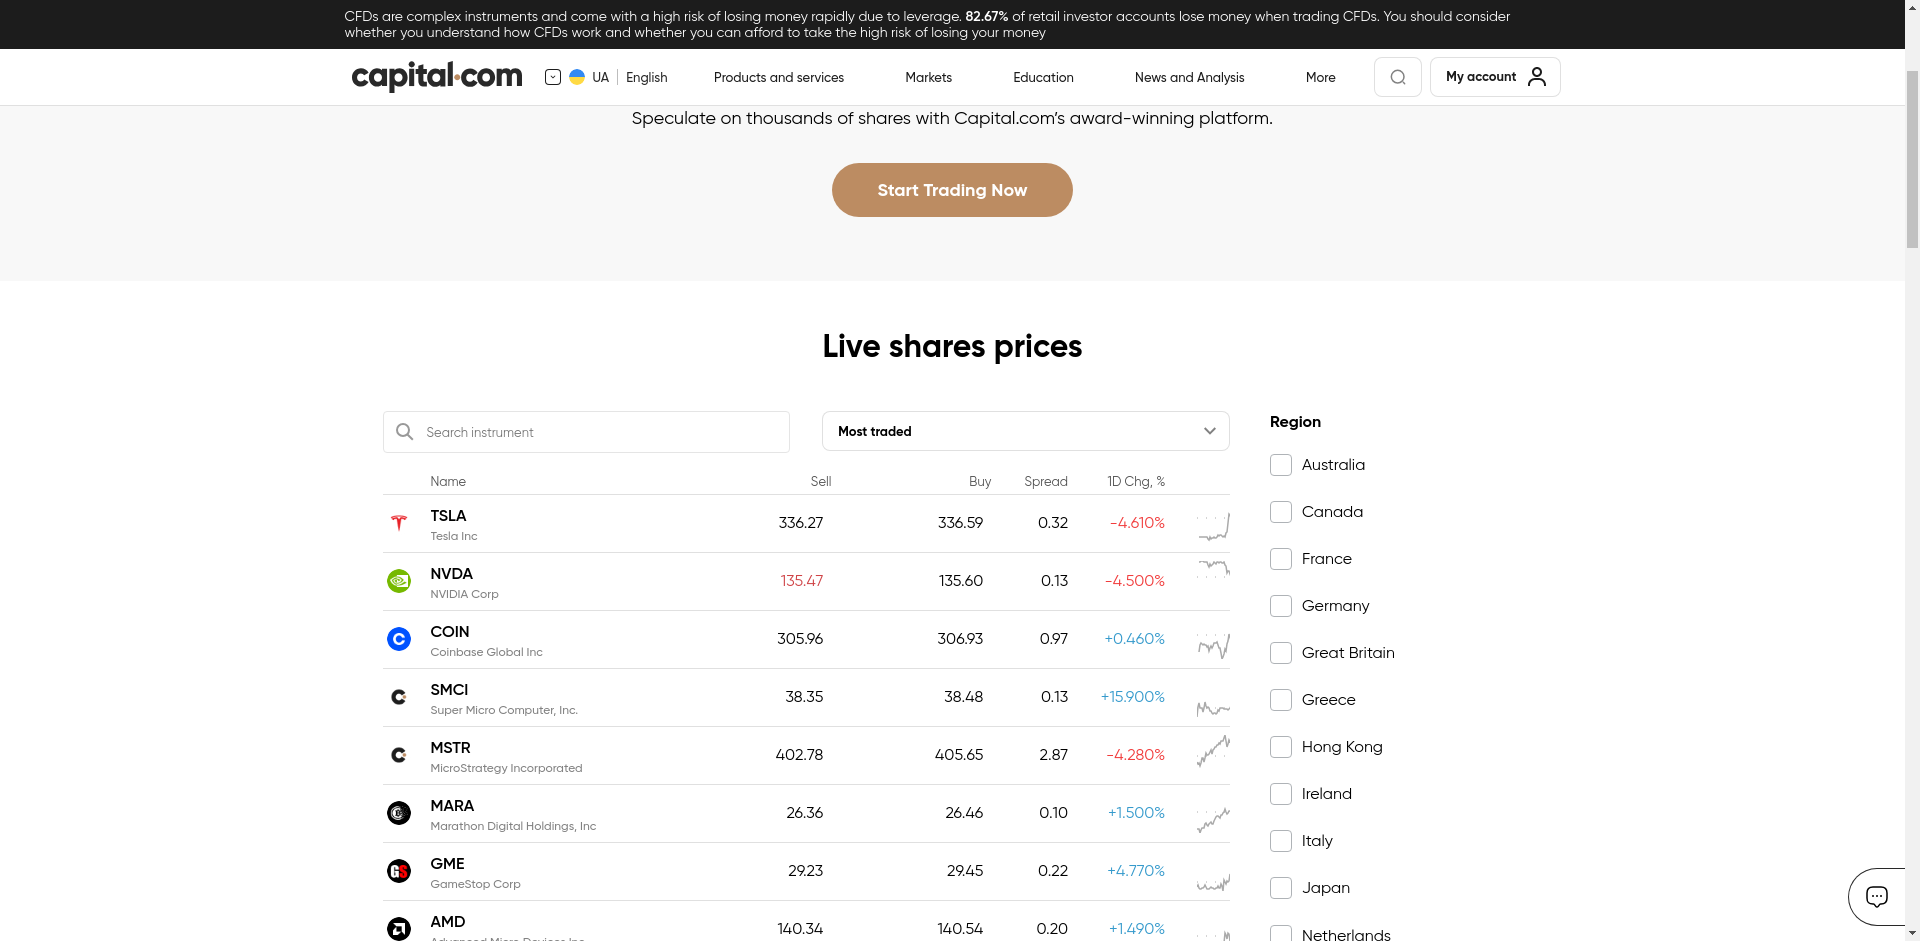 CFDs are complex instruments and come with a high risk of losing money rapidly due to leverage. 82.67% of retail investor accounts lose money when trading CFDs. You should consider
whether you understand how CFDs work and whether you can afford to take the high risk of losing your money
capital.com UA English Products and services Markets Education News and Analysis More My account
Speculate on thousands of shares with Capital.com’s award-winning platform.
Start Trading Now
Live shares prices
Search instrument
Most traded
Name Sell Buy Spread 1D Chg, %
TSLA 336.27 336.59 0.32 -4.610%
Tesla Inc
NVDA 135.47 135.60 0.13 -4.500%
NVIDIA Corp
COIN 305.96 306.93 0.97 +0.460%
Coinbase Global Inc
SMCI 38.35 38.48 0.13 +15.900%
Super Micro Computer, Inc.
MSTR 402.78 405.65 2.87 -4.280%
MicroStrategy Incorporated
MARA 26.36 26.46 0.10 +1.500%
Marathon Digital Holdings, Inc
GME 29.23 29.45 0.22 +4.770%
GameStop Corp
AMD 140.34 140.54 0.20 +1.490%
Advanced Micro Devices Inc
Region
Australia
Canada
France
Germany
Great Britain
Greece
Hong Kong
Ireland
Italy
Japan
Netherlands